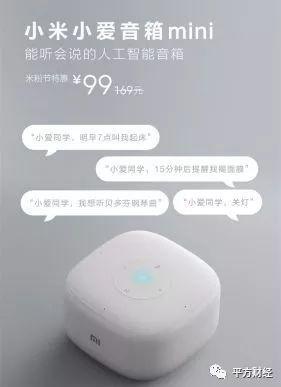 小米小爱音箱mini
能听会说的人工智能音箱
米粉节特惠 ¥99 169元
“小爱同学，明早7点叫我起床”
“小爱同学，15分钟后提醒我揭面膜”
“小爱同学，我想听贝多芬钢琴曲”
“小爱同学，关灯”
mi
平方财经